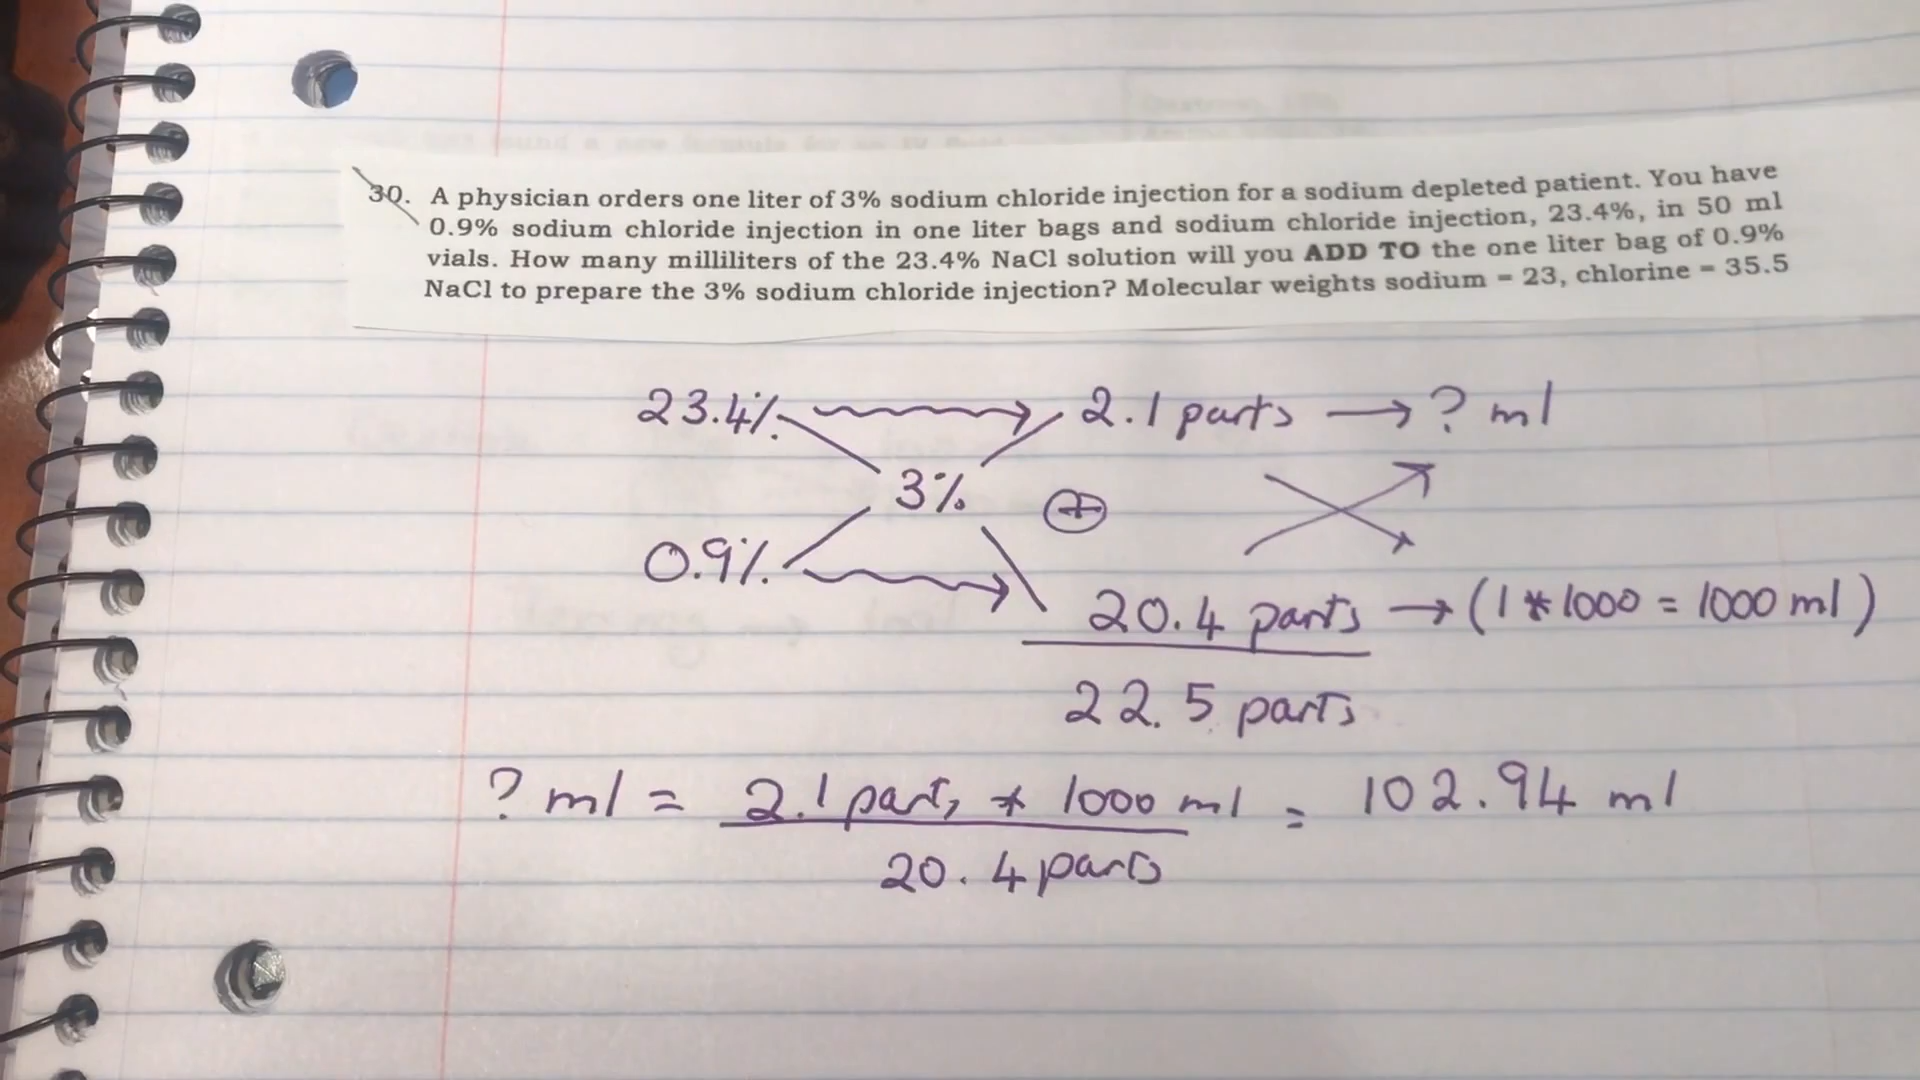 30. A physician orders one liter of 3% sodium chloride injection for a sodium depleted patient. You have
0.9% sodium chloride injection in one liter bags and sodium chloride injection, 23.4%, in 50 ml
vials. How many milliliters of the 23.4% NaCl solution will you ADD TO the one liter bag of 0.9%
NaCl to prepare the 3% sodium chloride injection? Molecular weights sodium = 23, chlorine = 35.5
23.4% → 2.1 parts → ? ml
3% +
0.9% → 20.4 parts → (1 * 1000 = 1000 ml)
22.5 parts
? ml = 2.1 parts * 1000 ml = 102.94 ml
20.4 parts